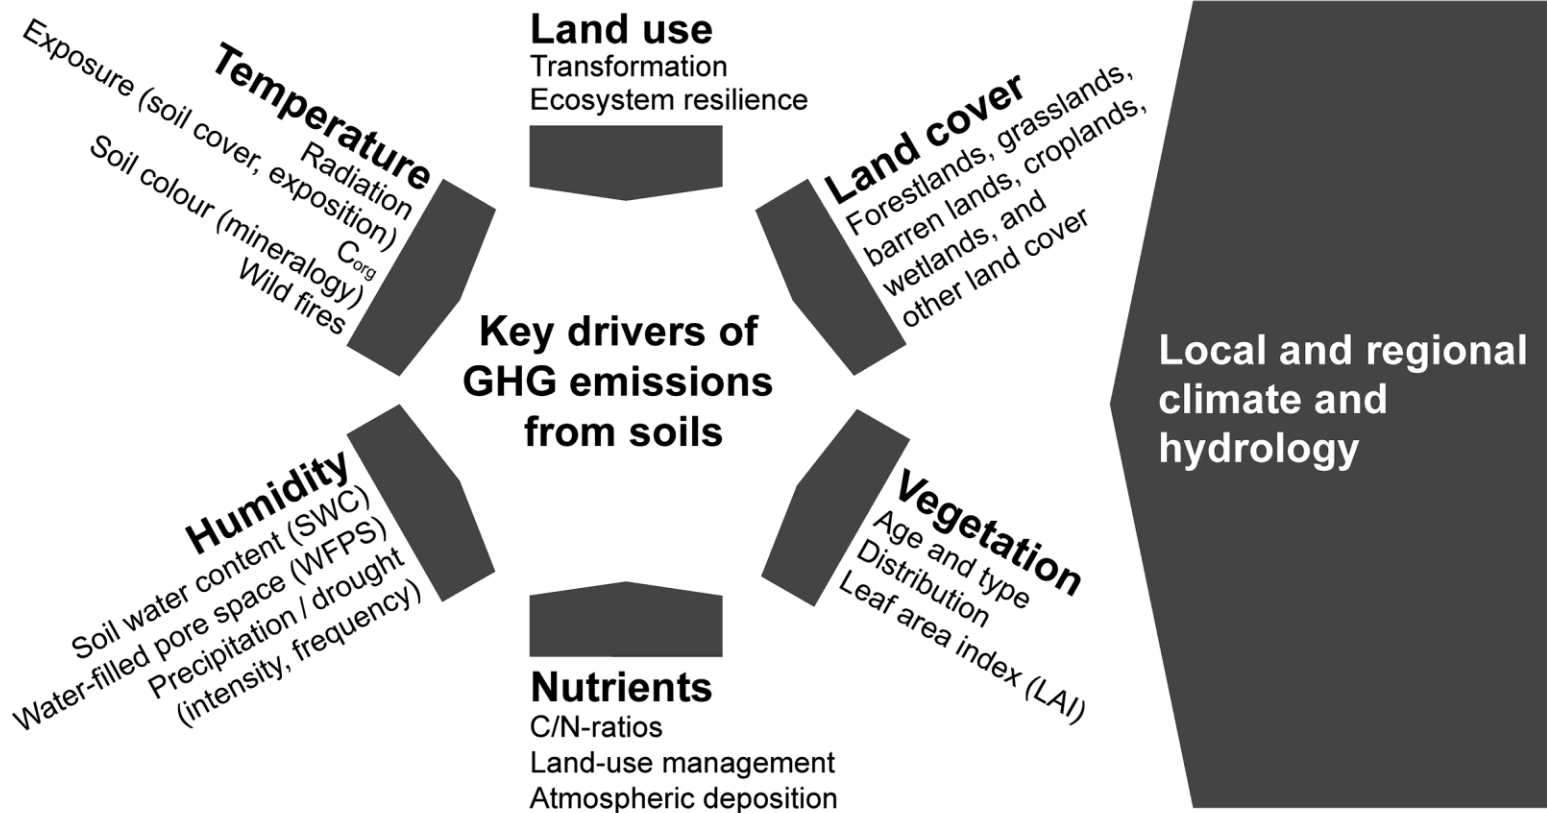 Land use
Transformation
Ecosystem resilience
Temperature
Radiation
Exposure (soil cover, exposition)
Corg
Soil colour (mineralogy)
Wild fires
Land cover
Forestlands, grasslands,
barren lands, croplands,
wetlands, and
other land cover
Key drivers of
GHG emissions
from soils
Local and regional
climate and
hydrology
Humidity
Soil water content (SWC)
Water-filled pore space (WFPS)
Precipitation / drought
(intensity, frequency)
Vegetation
Age and type
Distribution
Leaf area index (LAI)
Nutrients
C/N-ratios
Land-use management
Atmospheric deposition